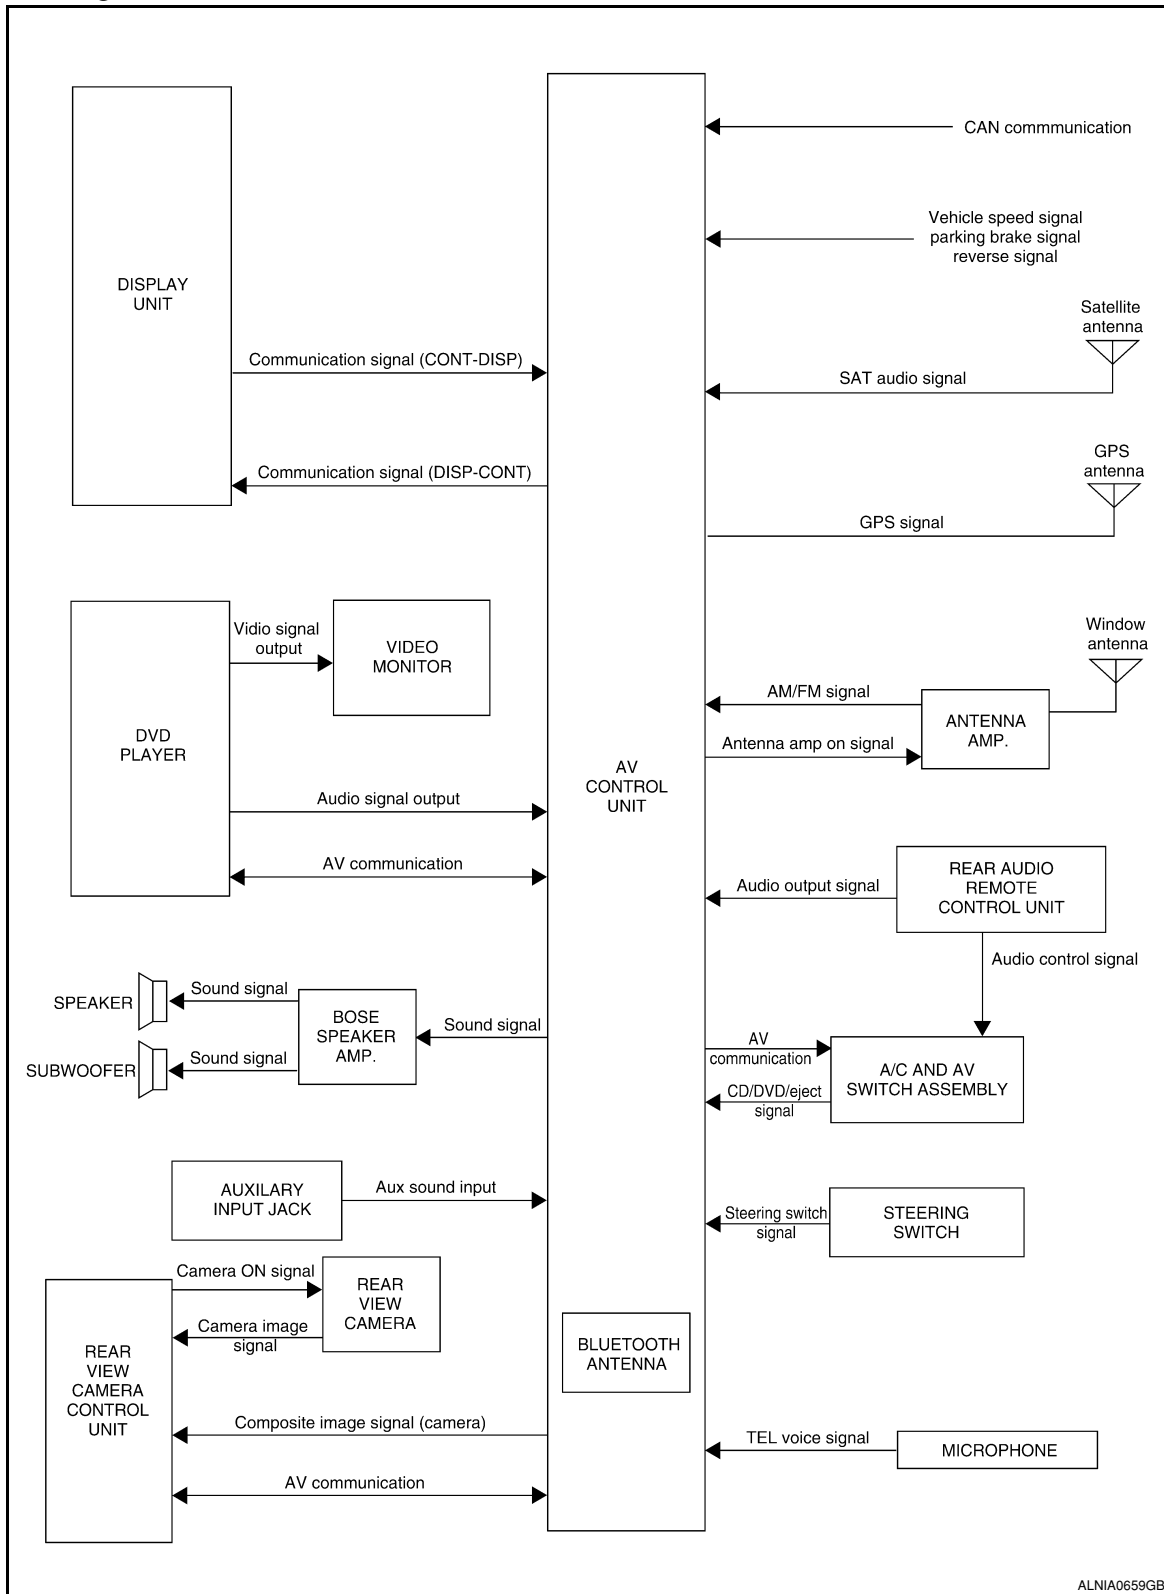 CAN commmunication
Vehicle speed signal
parking brake signal
reverse signal
DISPLAY
UNIT
Satellite
antenna
Communication signal (CONT-DISP)
SAT audio signal
GPS
antenna
Communication signal (DISP-CONT)
GPS signal
Vidio signal
output
VIDEO
MONITOR
Window
antenna
AM/FM signal
ANTENNA
AMP.
DVD
PLAYER
Antenna amp on signal
AV
CONTROL
UNIT
Audio signal output
AV communication
Audio output signal
REAR AUDIO
REMOTE
CONTROL UNIT
Audio control signal
SPEAKER
Sound signal
BOSE
SPEAKER
AMP.
Sound signal
SUBWOOFER
Sound signal
AV
communication
A/C AND AV
SWITCH ASSEMBLY
CD/DVD/eject
signal
AUXILARY
INPUT JACK
Aux sound input
Steering switch
signal
STEERING
SWITCH
Camera ON signal
REAR
VIEW
CAMERA
Camera image
signal
REAR
VIEW
CAMERA
CONTROL
UNIT
BLUETOOTH
ANTENNA
Composite image signal (camera)
TEL voice signal
MICROPHONE
AV communication
ALNIA0659GB